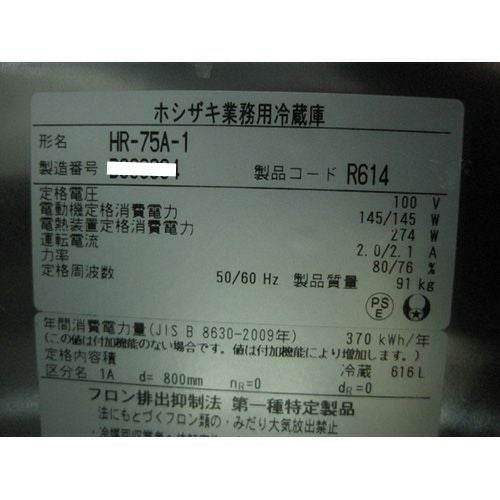 ホシザキ業務用冷蔵庫
形名 HR-75A-1
製造番号
製品コード R614
定格電圧 100 V
電動機定格消費電力 145/145 W
電熱装置定格消費電力 274 W
運転電流 2.0/2.1 A
力率 80/76 %
定格周波数 50/60 Hz 製品質量 91 kg
PS
E
年間消費電力量(JIS B 8630-2009年) 370 kWh/年
(この値は付加機能のない場合です。値は付加機能により増加します。)
定格内容積 冷蔵 616L
区分名 1A d= 800mm nR=0 dR=0
フロン排出抑制法 第一種特定製品
法にもとづくフロン類の・みだり大気放出禁止